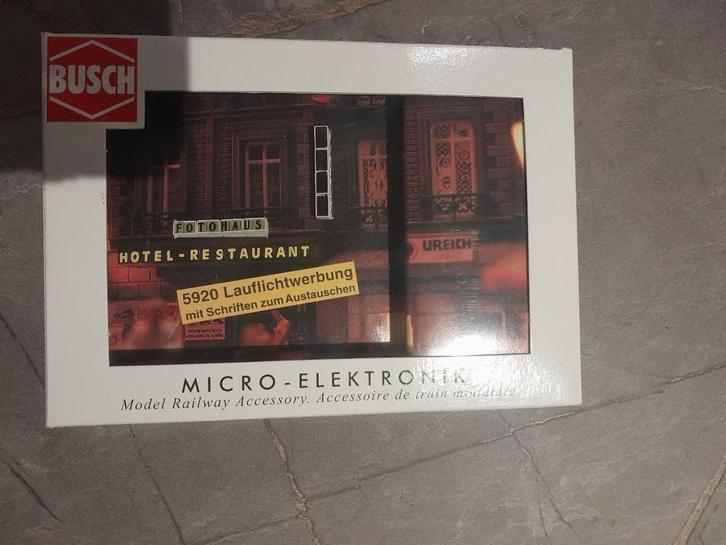 BUSCH
FOTOHAUS
HOTEL-RESTAURANT
UREICH
5920 Lauflichtwerbung
mit Schriften zum Austauschen
MICRO-ELEKTRONIK
Model Railway Accessory. Accessoire de train miniature.